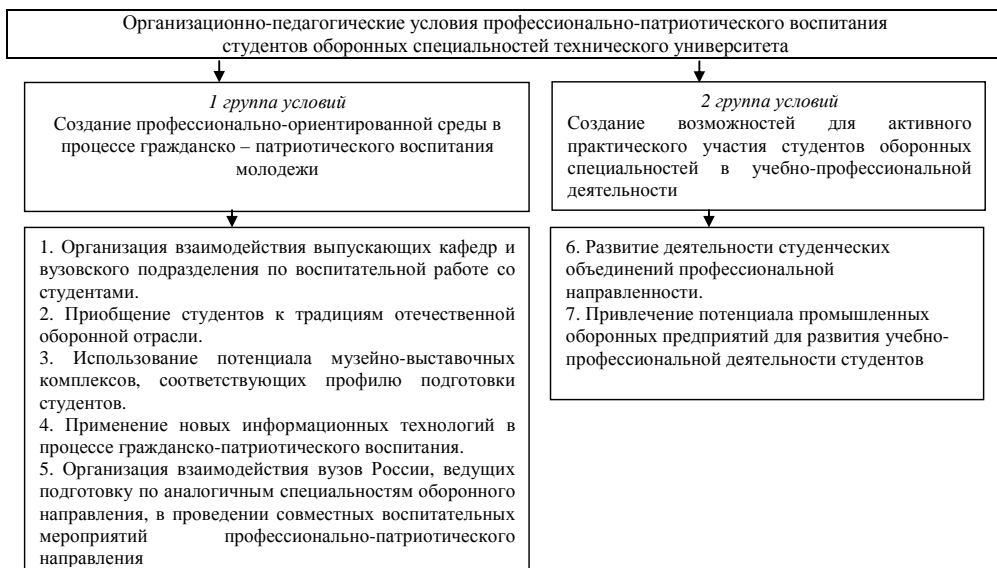 Организационно-педагогические условия профессионально-патриотического воспитания
студентов оборонных специальностей технического университета
1 группа условий
Создание профессионально-ориентированной среды в
процессе гражданско – патриотического воспитания
молодежи
2 группа условий
Создание возможностей для активного
практического участия студентов оборонных
специальностей в учебно-профессиональной
деятельности
1. Организация взаимодействия выпускающих кафедр и
вузовского подразделения по воспитательной работе со
студентами.
2. Приобщение студентов к традициям отечественной
оборонной отрасли.
3. Использование потенциала музейно-выставочных
комплексов, соответствующих профилю подготовки
студентов.
4. Применение новых информационных технологий в
процессе гражданско-патриотического воспитания.
5. Организация взаимодействия вузов России, ведущих
подготовку по аналогичным специальностям оборонного
направления, в проведении совместных воспитательных
мероприятий профессионально-патриотического
направления
6. Развитие деятельности студенческих
объединений профессиональной
направленности.
7. Привлечение потенциала промышленных
оборонных предприятий для развития учебно-
профессиональной деятельности студентов